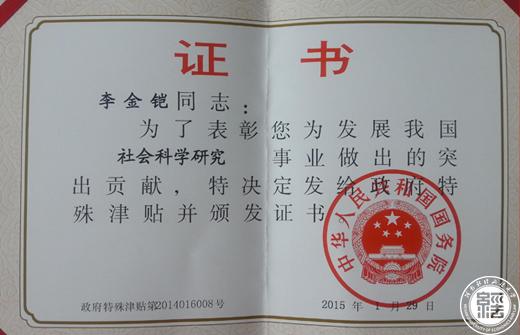 证书
李金铠同志：
为了表彰您为发展我国
社会科学研究 事业做出的突
出贡献，特决定发给政府特
殊津贴并颁发证书
中华人民共和国国务院
政府特殊津贴第2014016008号
2015 年 1 月 29 日